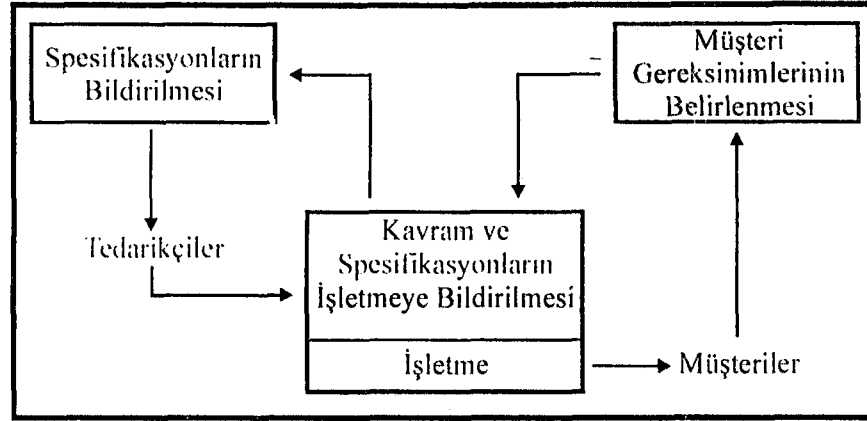 Spesifikasyonların
Bildirilmesi
Müşteri
Gereksinimlerinin
Belirlenmesi
Tedarikçiler
Kavram ve
Spesifikasyonların
İşletmeye Bildirilmesi
İşletme
Müşteriler